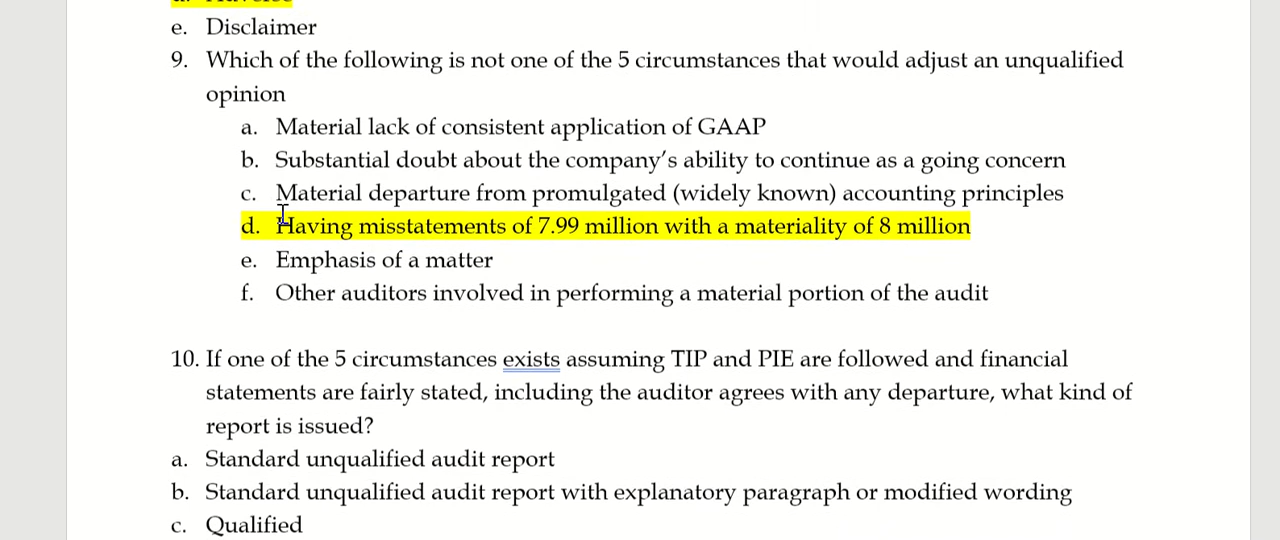 e. Disclaimer
9. Which of the following is not one of the 5 circumstances that would adjust an unqualified
opinion
a. Material lack of consistent application of GAAP
b. Substantial doubt about the company's ability to continue as a going concern
c. Material departure from promulgated (widely known) accounting principles
d. Having misstatements of 7.99 million with a materiality of 8 million
e. Emphasis of a matter
f. Other auditors involved in performing a material portion of the audit
10. If one of the 5 circumstances exists assuming TIP and PIE are followed and financial
statements are fairly stated, including the auditor agrees with any departure, what kind of
report is issued?
a. Standard unqualified audit report
b. Standard unqualified audit report with explanatory paragraph or modified wording
c. Qualified